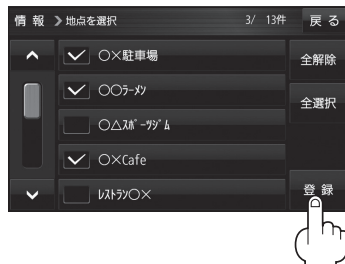 情 報 》地点を選択 3/ 13件 戻 る
○×駐車場
全解除
○○ラーメン
全選択
○△スポーツジム
○×Cafe
レストラン○×
登 録